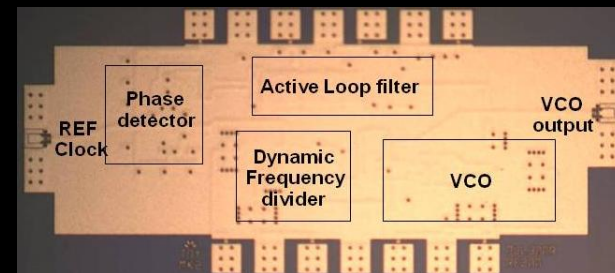 Phase
detector
Active Loop filter
REF
Clock
VCO
output
Dynamic
Frequency
divider
VCO